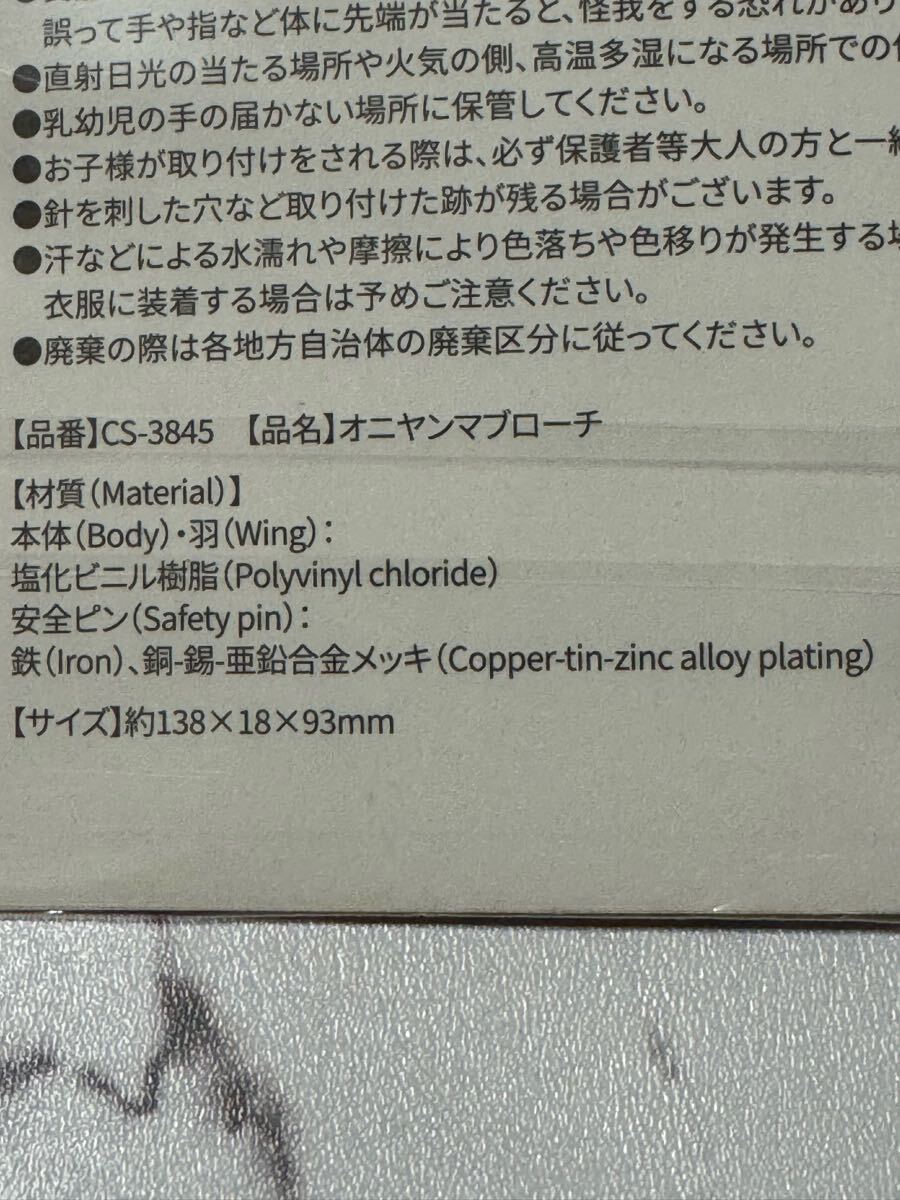 誤って手や指など体に先端が当たると、怪我をする恐れがあり
●直射日光の当たる場所や火気の側、高温多湿になる場所での
●乳幼児の手の届かない場所に保管してください。
●お子様が取り付けをされる際は、必ず保護者等大人の方と一緒
●針を刺した穴など取り付けた跡が残る場合がございます。
●汗などによる水濡れや摩擦により色落ちや色移りが発生する場
衣服に装着する場合は予めご注意ください。
●廃棄の際は各地方自治体の廃棄区分に従ってください。
【品番】CS-3845 【品名】オニヤンマブローチ
【材質(Material)】
本体(Body)・羽(Wing):
塩化ビニル樹脂(Polyvinyl chloride)
安全ピン(Safety pin):
鉄(Iron)、銅-錫-亜鉛合金メッキ(Copper-tin-zinc alloy plating)
【サイズ】約138×18×93mm